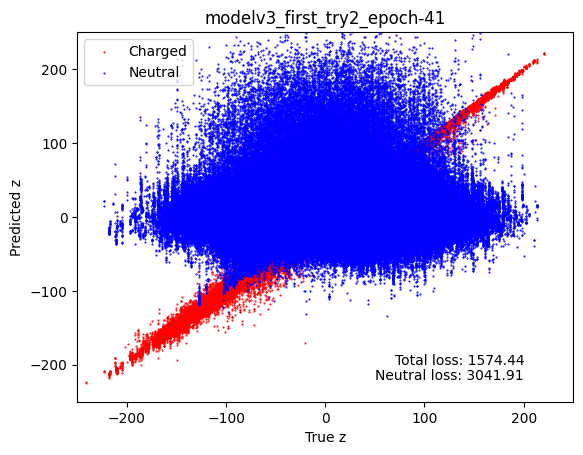 modelv3_first_try2_epoch-41
Charged
Neutral
Predicted z
200
100
0
−100
−200
Total loss: 1574.44
Neutral loss: 3041.91
−200
−100
0
100
200
True z